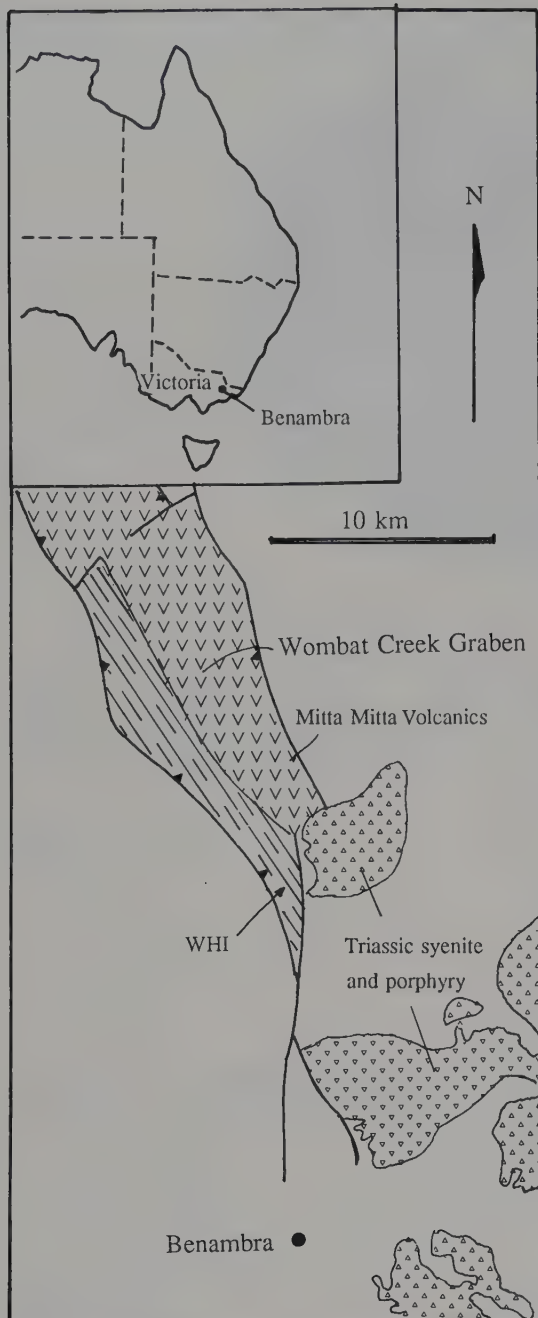 N
Victoria
Benambra
10 km
Wombat Creek Graben
Mitta Mitta Volcanics
WHI
Triassic syenite
and porphyry
Benambra